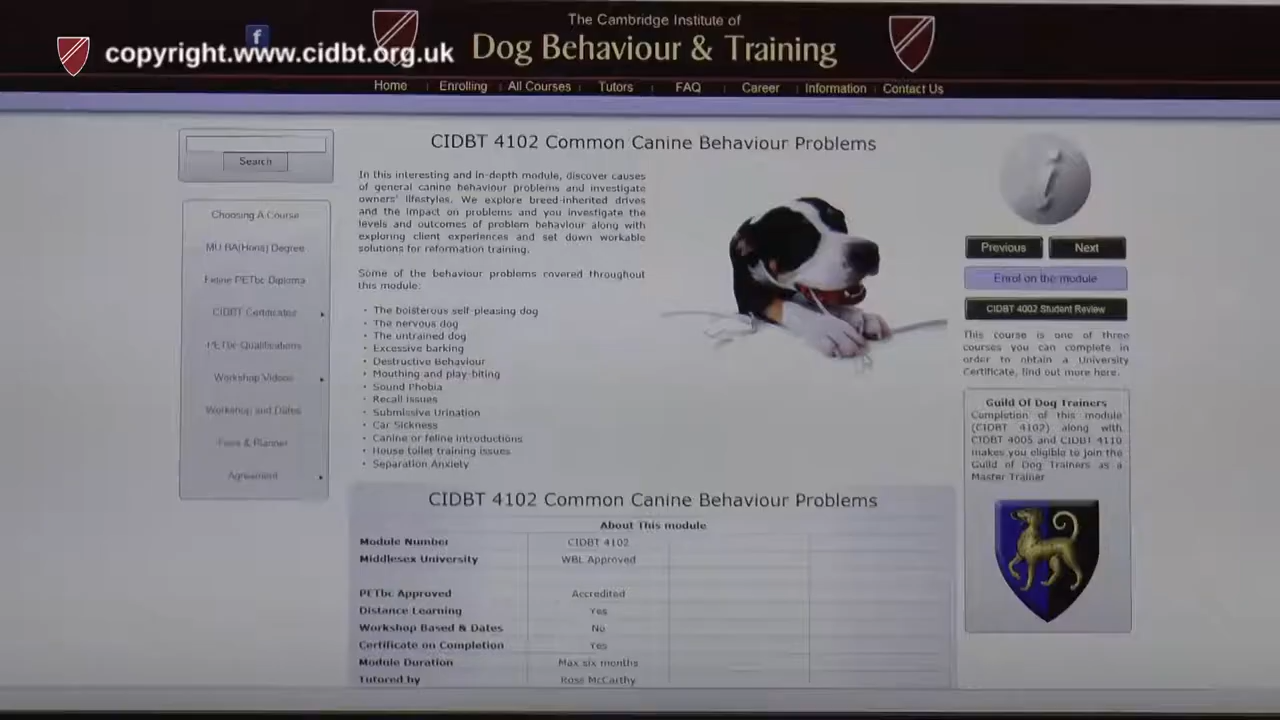 The Cambridge Institute of
Dog Behaviour & Training
f
copyright.www.cidbt.org.uk
Home
Enrolling
All Courses
Tutors
FAQ
Career
Information
Contact Us
Search
Choosing A Course
MU BA(Hons) Degree
Feline PETbc Diploma
CIDBT Certificates
PETbc Qualifications
Workshop Videos
Workshop and Dates
Fees & Planner
Agreement
CIDBT 4102 Common Canine Behaviour Problems
In this interesting and in-depth module, discover causes
of general canine behaviour problems and investigate
owners' lifestyles. We explore breed-inherited drives
and the impact on problems and you investigate the
levels and outcomes of problem behaviour along with
exploring client experiences and set down workable
solutions for reformation training.
Some of the behaviour problems covered throughout
this module:
• The boisterous self-pleasing dog
• The nervous dog
• The untrained dog
• Excessive barking
• Destructive Behaviour
• Mouthing and play-biting
• Sound Phobia
• Recall issues
• Submissive Urination
• Car Sickness
• Canine or feline introductions
• House toilet training issues
• Separation Anxiety
Previous
Next
Enrol on the module
CIDBT 4002 Student Review
This course is one of three
courses you can complete in
order to obtain a University
Certificate, find out more here.
Guild Of Dog Trainers
Completion of this module
(CIDBT 4102) along with
CIDBT 4005 and CIDBT 4110
makes you eligible to join the
Guild of Dog Trainers as a
Master Trainer
CIDBT 4102 Common Canine Behaviour Problems
About This module
Module Number CIDBT 4102
Middlesex University WBL Approved
PETbc Approved Accredited
Distance Learning Yes
Workshop Based & Dates No
Certificate on Completion Yes
Module Duration Max six months
Tutored by Ross McCarthy